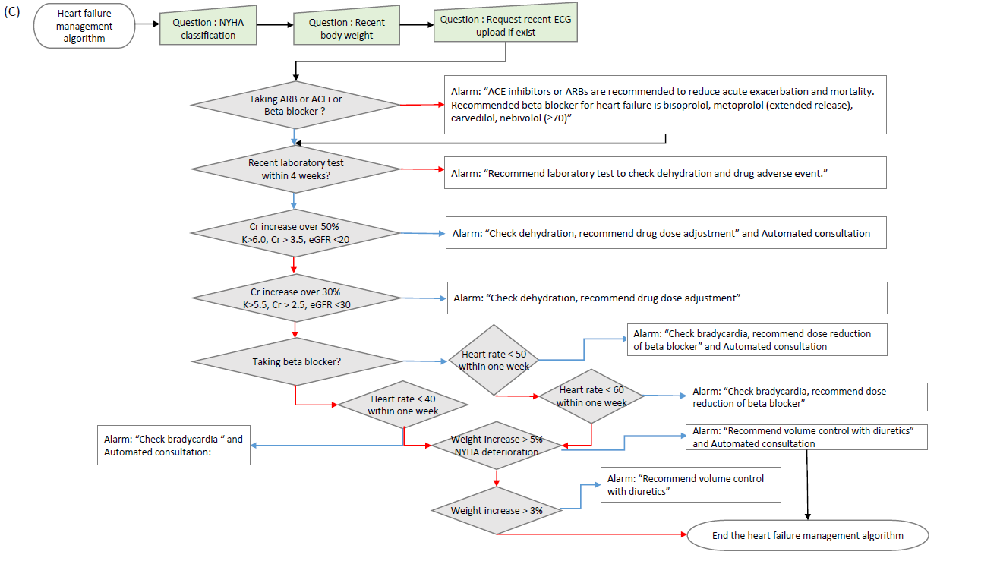 (C)
Heart failure
management
algorithm
Question : NYHA
classification
Question : Recent
body weight
Question : Request recent ECG
upload if exist
Taking ARB or ACEi or
Beta blocker ?
Alarm: “ACE inhibitors or ARBs are recommended to reduce acute exacerbation and mortality.
Recommended beta blocker for heart failure is bisoprolol, metoprolol (extended release),
carvedilol, nebivolol (≥70)”
Recent laboratory test
within 4 weeks?
Alarm: “Recommend laboratory test to check dehydration and drug adverse event.”
Cr increase over 50%
K>6.0, Cr > 3.5, eGFR <20
Alarm: “Check dehydration, recommend drug dose adjustment” and Automated consultation
Cr increase over 30%
K>5.5, Cr > 2.5, eGFR <30
Alarm: “Check dehydration, recommend drug dose adjustment”
Taking beta blocker?
Heart rate < 50
within one week
Alarm: “Check bradycardia, recommend dose reduction
of beta blocker” and Automated consultation
Heart rate < 40
within one week
Heart rate < 60
within one week
Alarm: “Check bradycardia, recommend dose
reduction of beta blocker”
Alarm: “Check bradycardia “ and
Automated consultation:
Weight increase > 5%
NYHA deterioration
Alarm: “Recommend volume control with diuretics”
and Automated consultation
Weight increase > 3%
Alarm: “Recommend volume control
with diuretics”
End the heart failure management algorithm